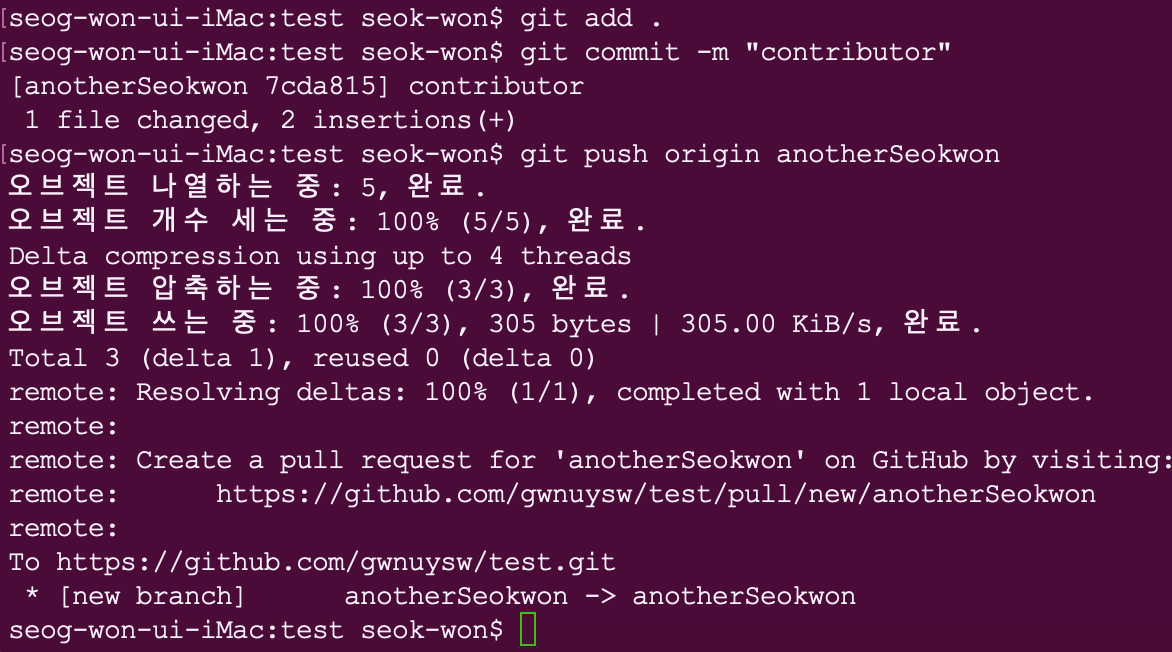 [seog-won-ui-iMac:test seok-won$ git add .
[seog-won-ui-iMac:test seok-won$ git commit -m "contributor"
[anotherSeokwon 7cda815] contributor
 1 file changed, 2 insertions(+)
[seog-won-ui-iMac:test seok-won$ git push origin anotherSeokwon
오브젝트 나열하는 중: 5, 완료.
오브젝트 개수 세는 중: 100% (5/5), 완료.
Delta compression using up to 4 threads
오브젝트 압축하는 중: 100% (3/3), 완료.
오브젝트 쓰는 중: 100% (3/3), 305 bytes | 305.00 KiB/s, 완료.
Total 3 (delta 1), reused 0 (delta 0)
remote: Resolving deltas: 100% (1/1), completed with 1 local object.
remote:
remote: Create a pull request for 'anotherSeokwon' on GitHub by visiting:
remote:      https://github.com/gwnuysw/test/pull/new/anotherSeokwon
remote:
To https://github.com/gwnuysw/test.git
 * [new branch]      anotherSeokwon -> anotherSeokwon
seog-won-ui-iMac:test seok-won$